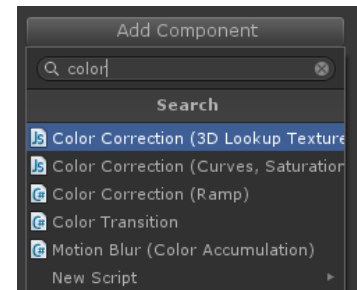 Add Component
color
Search
Color Correction (3D Lookup Texture
Color Correction (Curves, Saturation
Color Correction (Ramp)
Color Transition
Motion Blur (Color Accumulation)
New Script